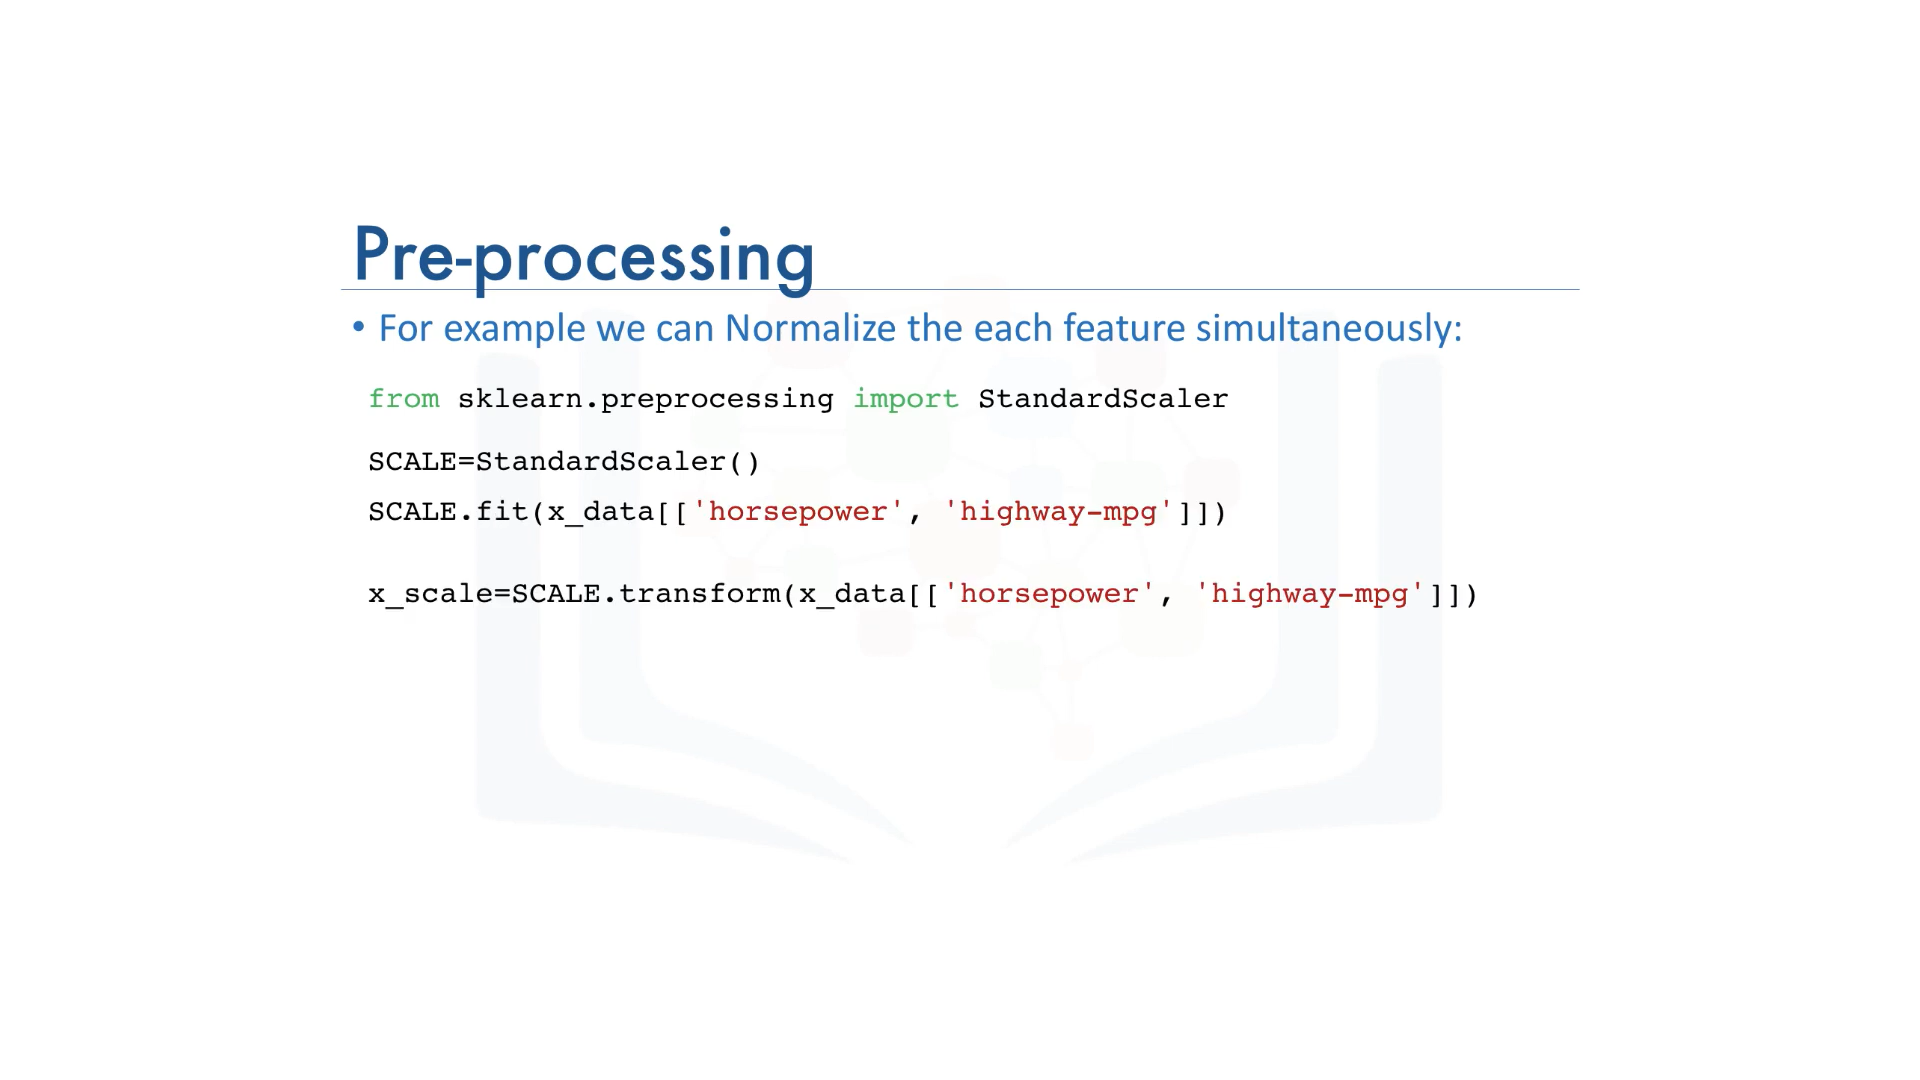 Pre-processing
• For example we can Normalize the each feature simultaneously:
from sklearn.preprocessing import StandardScaler
SCALE=StandardScaler()
SCALE.fit(x_data[['horsepower', 'highway-mpg']])
x_scale=SCALE.transform(x_data[['horsepower', 'highway-mpg']])